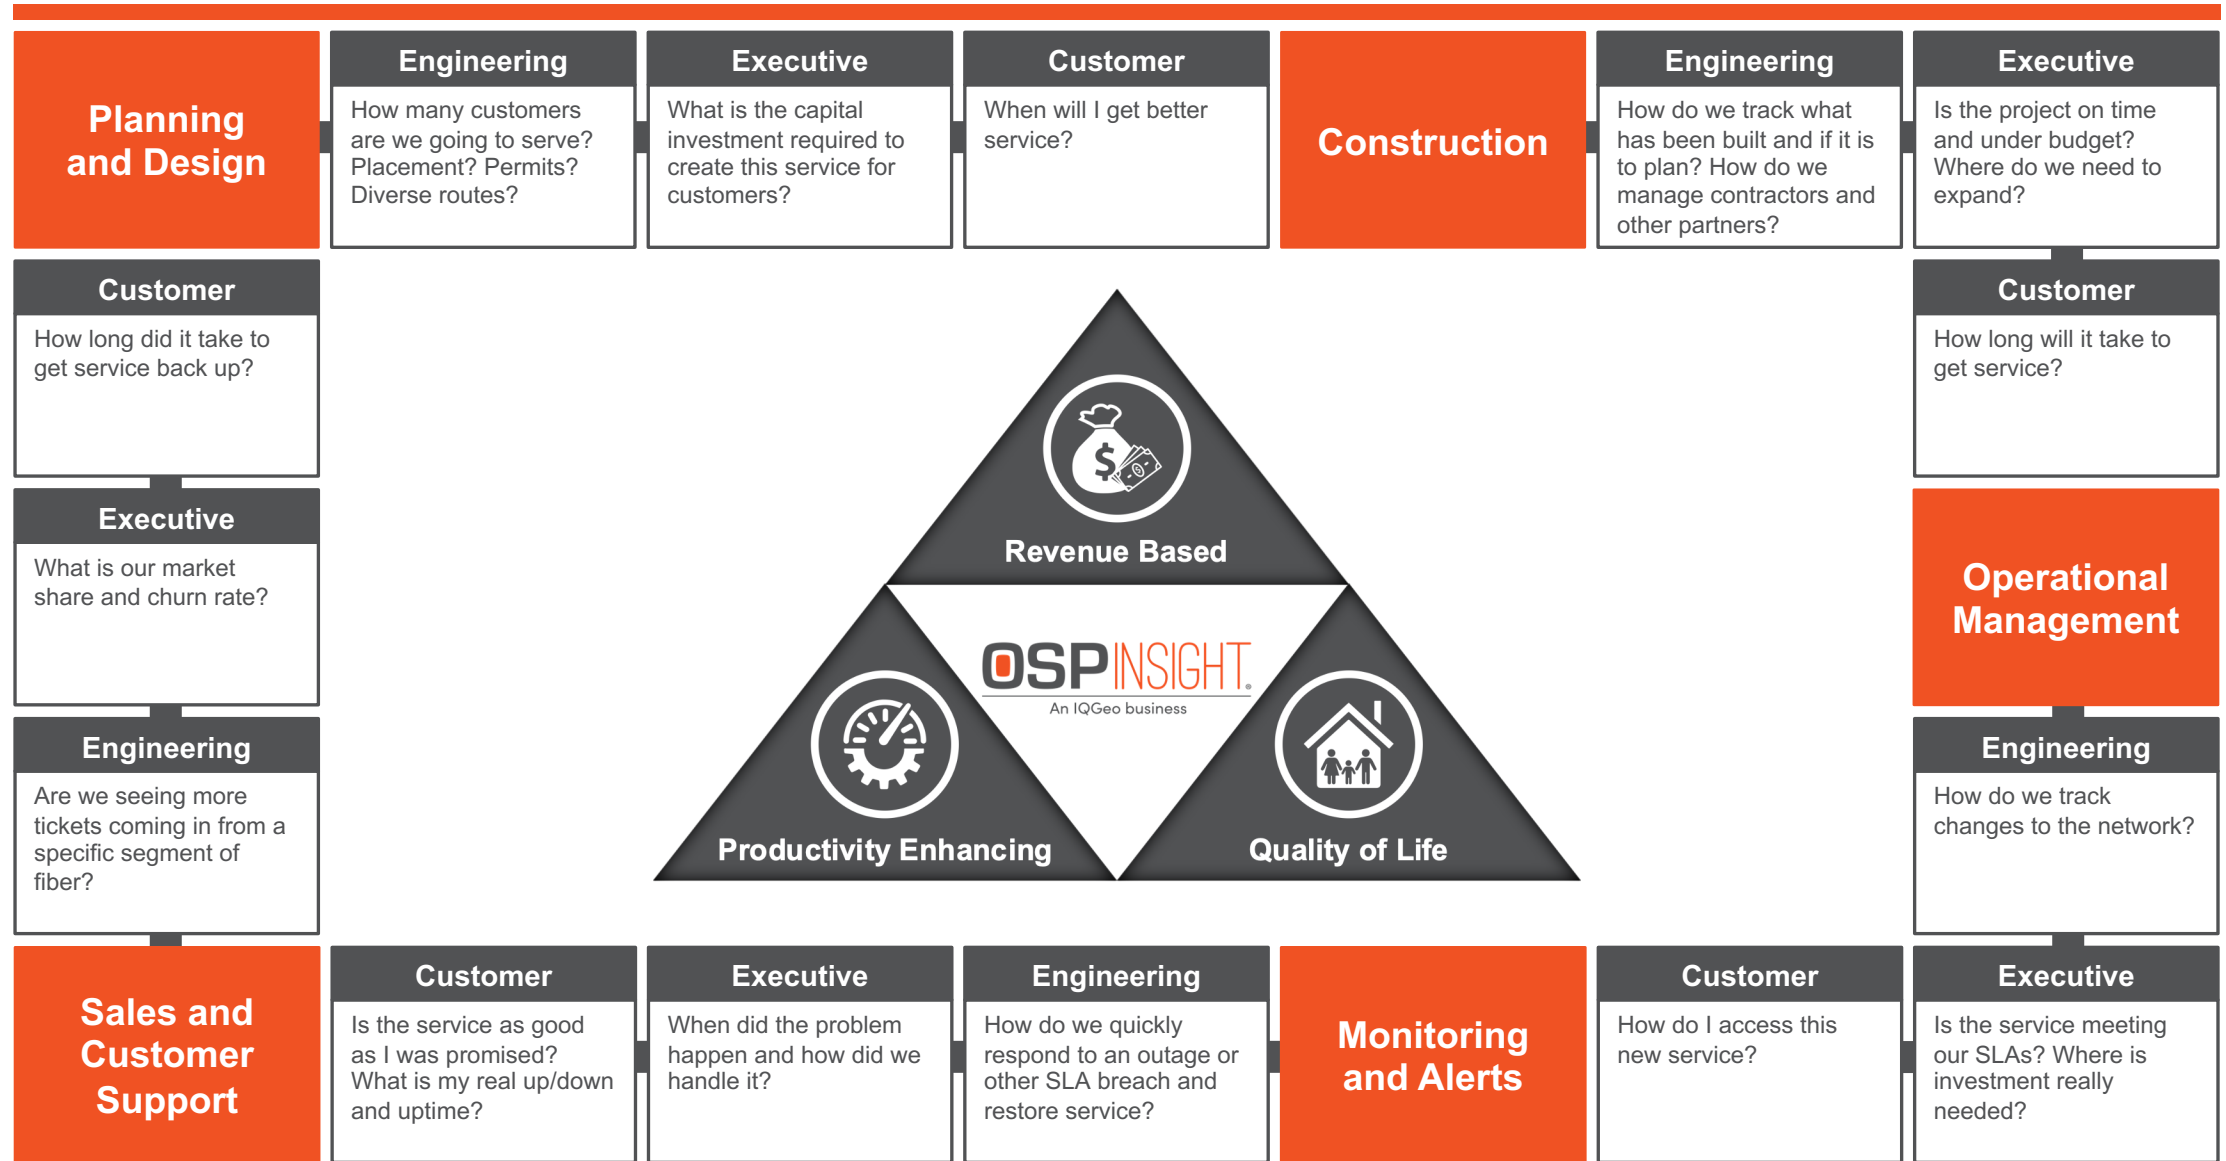 Planning
and Design
Engineering
How many customers
are we going to serve?
Placement? Permits?
Diverse routes?
Executive
What is the capital
investment required to
create this service for
customers?
Customer
When will I get better
service?
Construction
Engineering
How do we track what
has been built and if it is
to plan? How do we
manage contractors and
other partners?
Executive
Is the project on time
and under budget?
Where do we need to
expand?
Customer
How long will it take to
get service?
Operational
Management
Engineering
How do we track
changes to the network?
Executive
Is the service meeting
our SLAs? Where is
investment really
needed?
Customer
How do I access this
new service?
Monitoring
and Alerts
Engineering
How do we quickly
respond to an outage or
other SLA breach and
restore service?
Executive
When did the problem
happen and how did we
handle it?
Customer
Is the service as good
as I was promised?
What is my real up/down
and uptime?
Sales and
Customer
Support
Engineering
Are we seeing more
tickets coming in from a
specific segment of
fiber?
Executive
What is our market
share and churn rate?
Customer
How long did it take to
get service back up?
$
Revenue Based
OSPINSIGHT®
An IQGeo business
Productivity Enhancing
Quality of Life